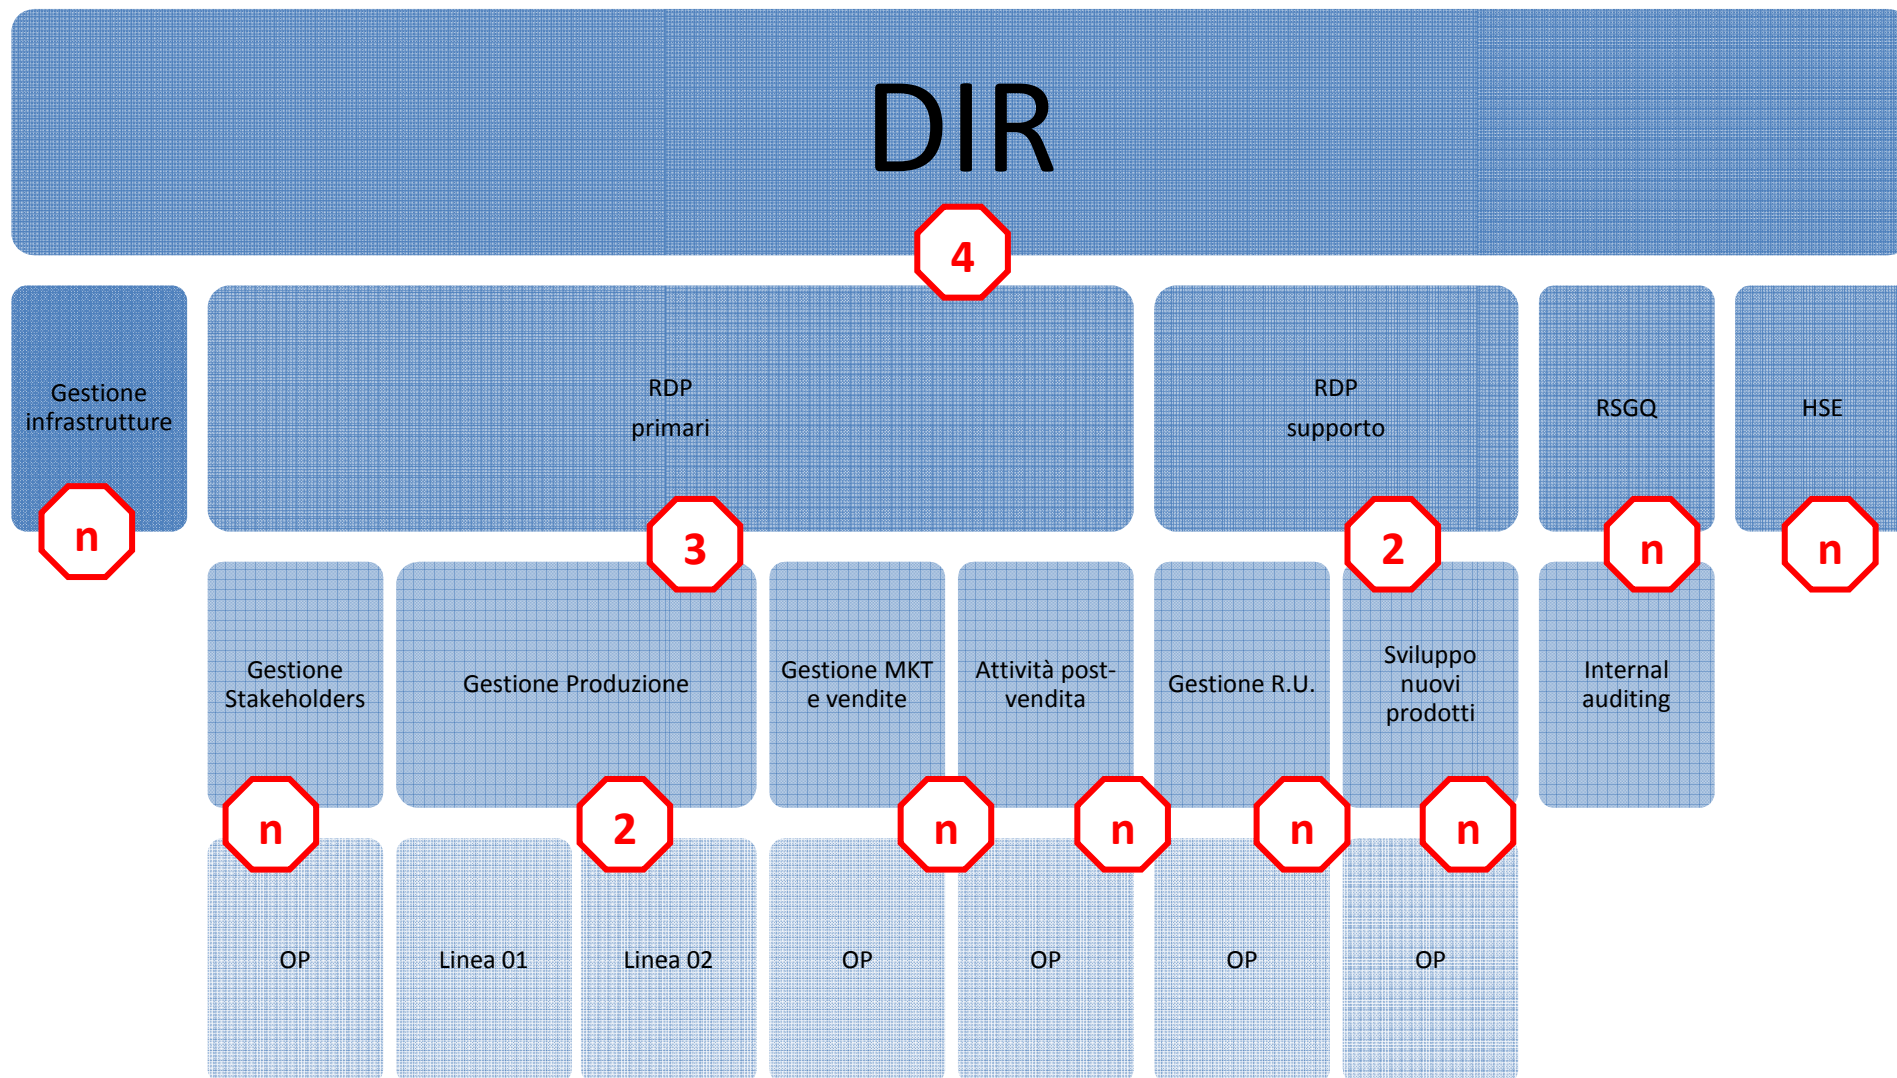 DIR
4
Gestione
infrastrutture
RDP
primari
RDP
supporto
RSGQ
HSE
n
3
2
n
n
Gestione
Stakeholders
Gestione Produzione
Gestione MKT
e vendite
Attività post-
vendita
Gestione R.U.
Sviluppo
nuovi
prodotti
Internal
auditing
n
2
n
n
n
n
OP
Linea 01
Linea 02
OP
OP
OP
OP